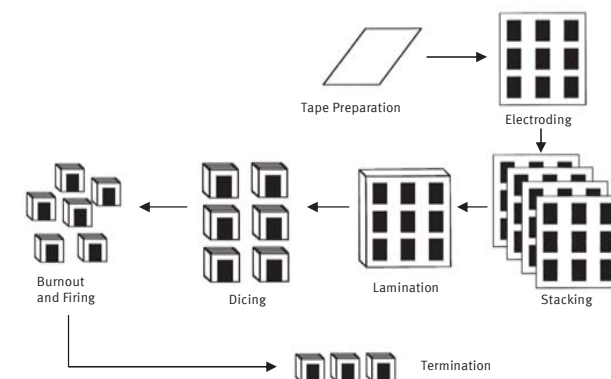 Tape Preparation
Electroding
Stacking
Lamination
Dicing
Burnout
and Firing
Termination